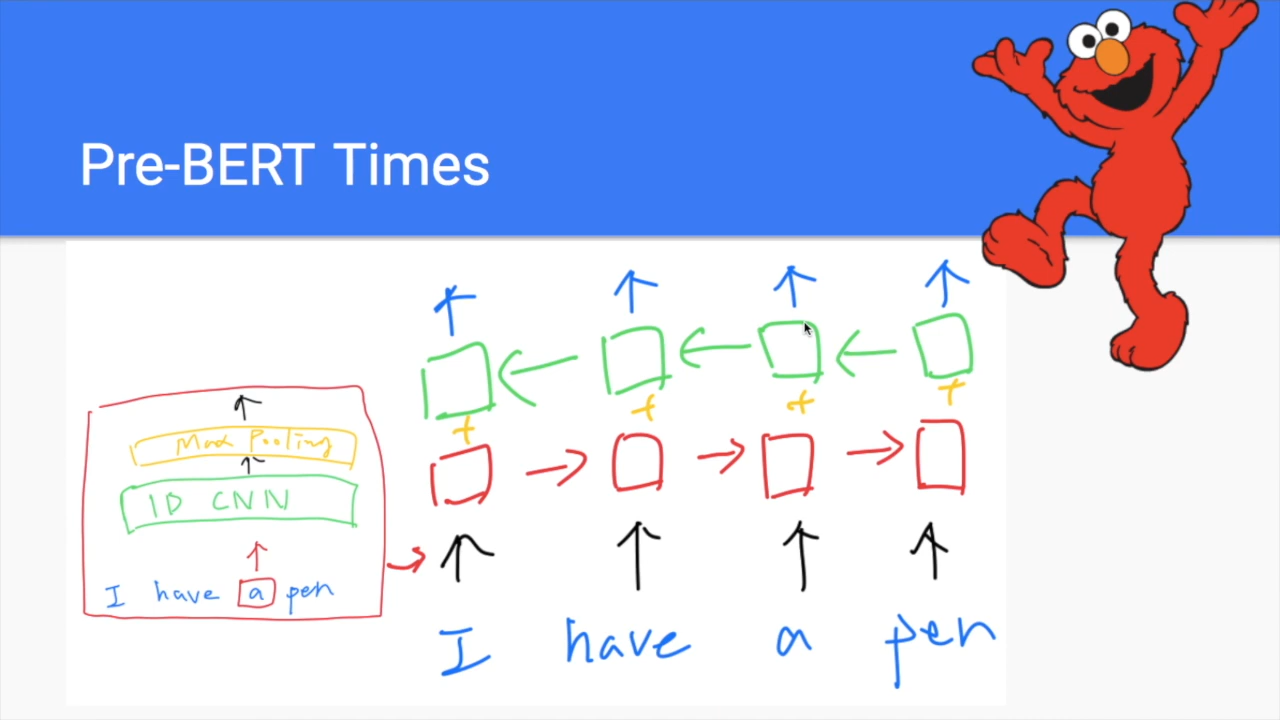 Pre-BERT Times
Max Pooling
1D CNN
I have a pen
I have a pen